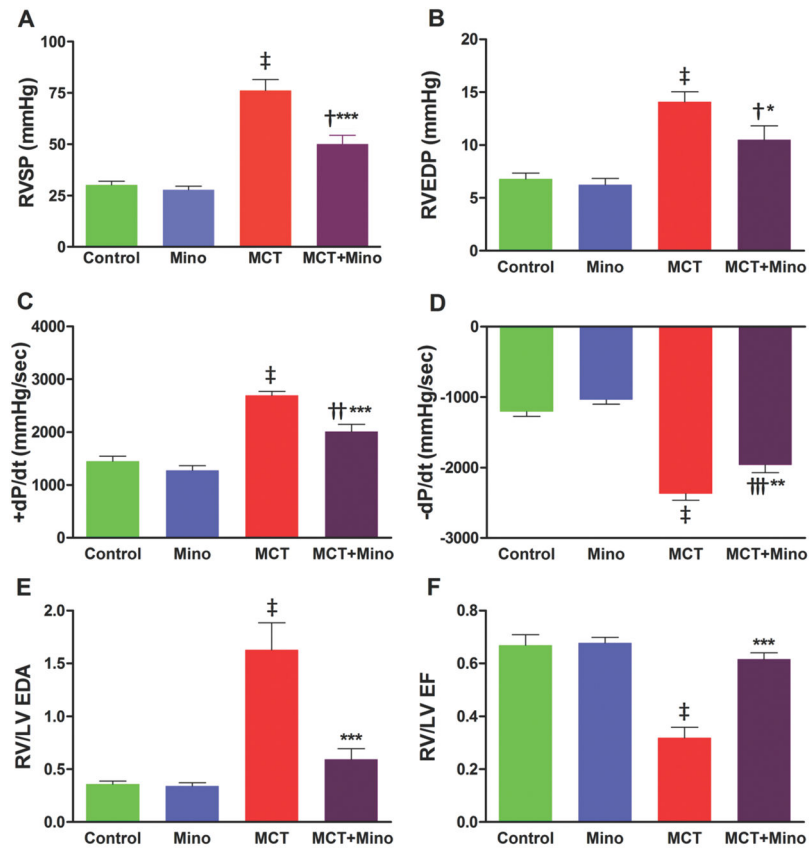 A
RVSP (mmHg)
75
50
25
0
‡
†***
Control Mino MCT MCT+Mino
B
RVEDP (mmHg)
20
15
10
5
0
‡
†*
Control Mino MCT MCT+Mino
C
+dP/dt (mmHg/sec)
4000
3000
2000
1000
0
‡
††***
Control Mino MCT MCT+Mino
D
-dP/dt (mmHg/sec)
0
-1000
-2000
-3000
‡
†††**
Control Mino MCT MCT+Mino
E
RV/LV EDA
2.0
1.5
1.0
0.5
0.0
‡
***
Control Mino MCT MCT+Mino
F
RV/LV EF
0.8
0.6
0.4
0.2
0.0
‡
***
Control Mino MCT MCT+Mino